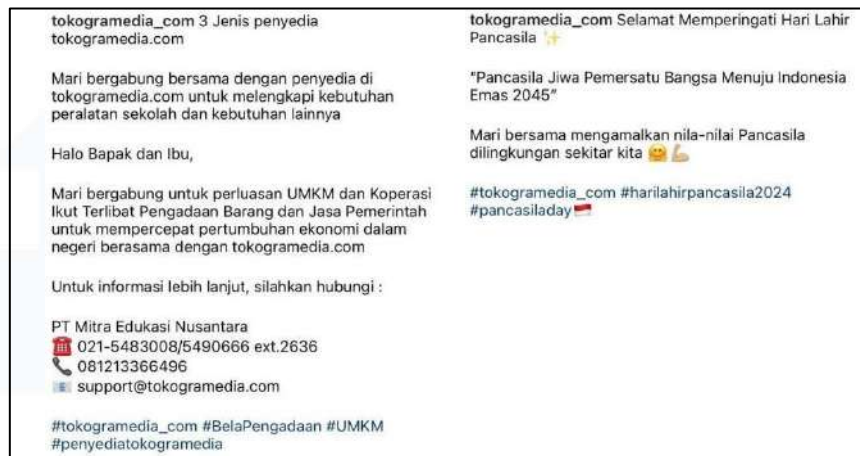 tokogramedia_com 3 Jenis penyedia
tokogramedia.com
Mari bergabung bersama dengan penyedia di
tokogramedia.com untuk melengkapi kebutuhan
peralatan sekolah dan kebutuhan lainnya
Halo Bapak dan Ibu,
Mari bergabung untuk perluasan UMKM dan Koperasi
Ikut Terlibat Pengadaan Barang dan Jasa Pemerintah
untuk mempercepat pertumbuhan ekonomi dalam
negeri berasama dengan tokogramedia.com
Untuk informasi lebih lanjut, silahkan hubungi :
PT Mitra Edukasi Nusantara
☎️ 021-5483008/5490666 ext.2636
📞 081213366496
📧 support@tokogramedia.com
#tokogramedia_com #BelaPengadaan #UMKM
#penyediatokogramedia
tokogramedia_com Selamat Memperingati Hari Lahir
Pancasila ✨
"Pancasila Jiwa Pemersatu Bangsa Menuju Indonesia
Emas 2045"
Mari bersama mengamalkan nila-nilai Pancasila
dilingkungan sekitar kita 🤗💪🏼
#tokogramedia_com #harilahirpancasila2024
#pancasiladay🇮🇩